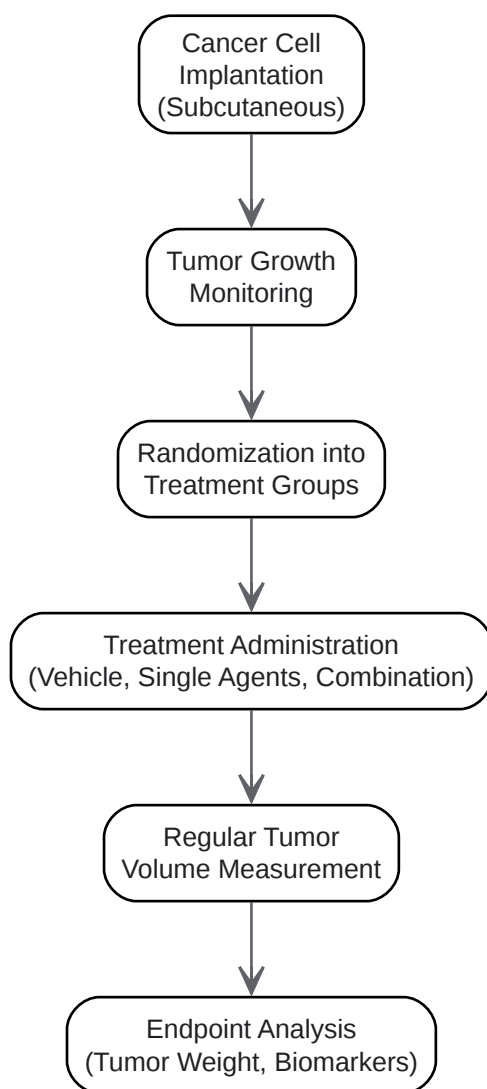 Cancer Cell
Implantation
(Subcutaneous)
Tumor Growth
Monitoring
Randomization into
Treatment Groups
Treatment Administration
(Vehicle, Single Agents, Combination)
Regular Tumor
Volume Measurement
Endpoint Analysis
(Tumor Weight, Biomarkers)